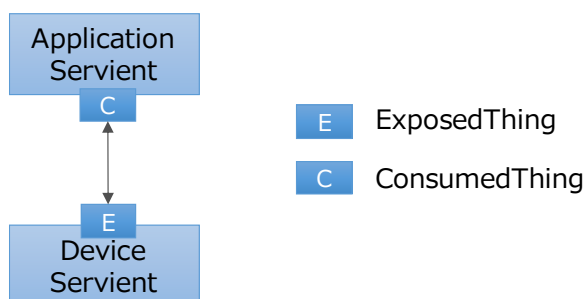 Application
Servient
C
E
Device
Servient
E ExposedThing
C ConsumedThing